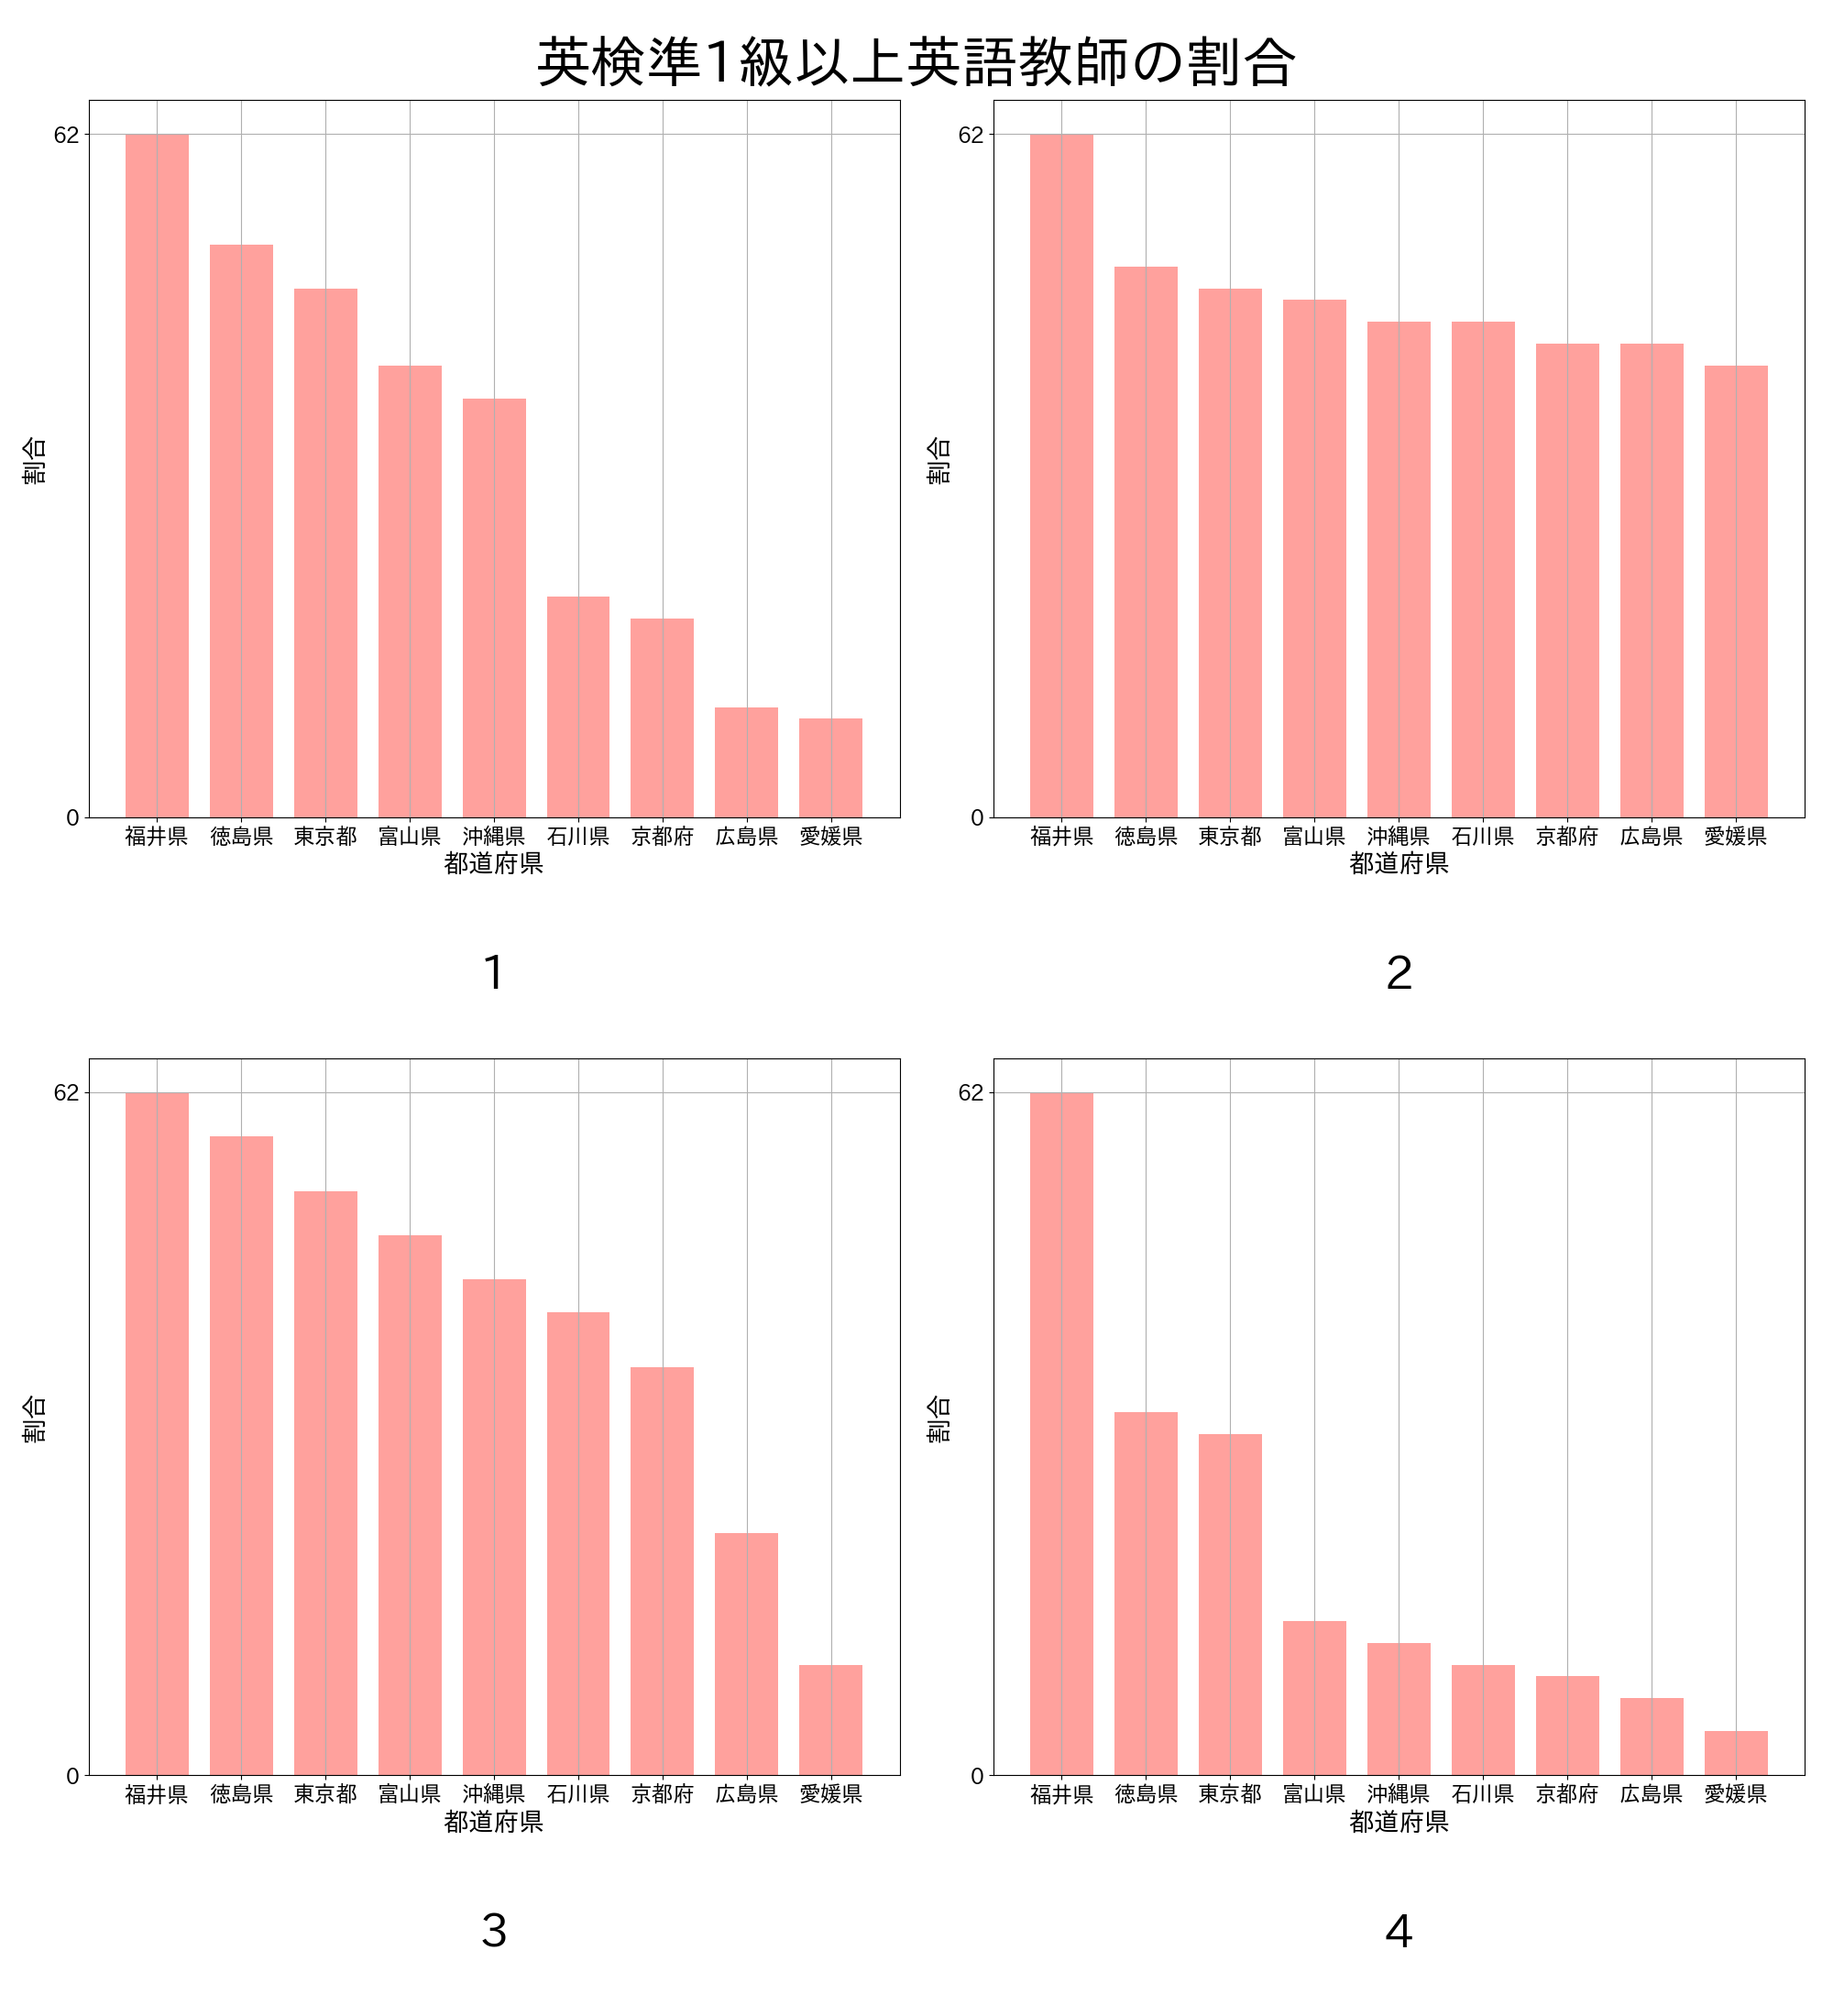 英検準1級以上英語教師の割合
62
0
割合
福井県 徳島県 東京都 富山県 沖縄県 石川県 京都府 広島県 愛媛県
都道府県
1
62
0
割合
福井県 徳島県 東京都 富山県 沖縄県 石川県 京都府 広島県 愛媛県
都道府県
2
62
0
割合
福井県 徳島県 東京都 富山県 沖縄県 石川県 京都府 広島県 愛媛県
都道府県
3
62
0
割合
福井県 徳島県 東京都 富山県 沖縄県 石川県 京都府 広島県 愛媛県
都道府県
4